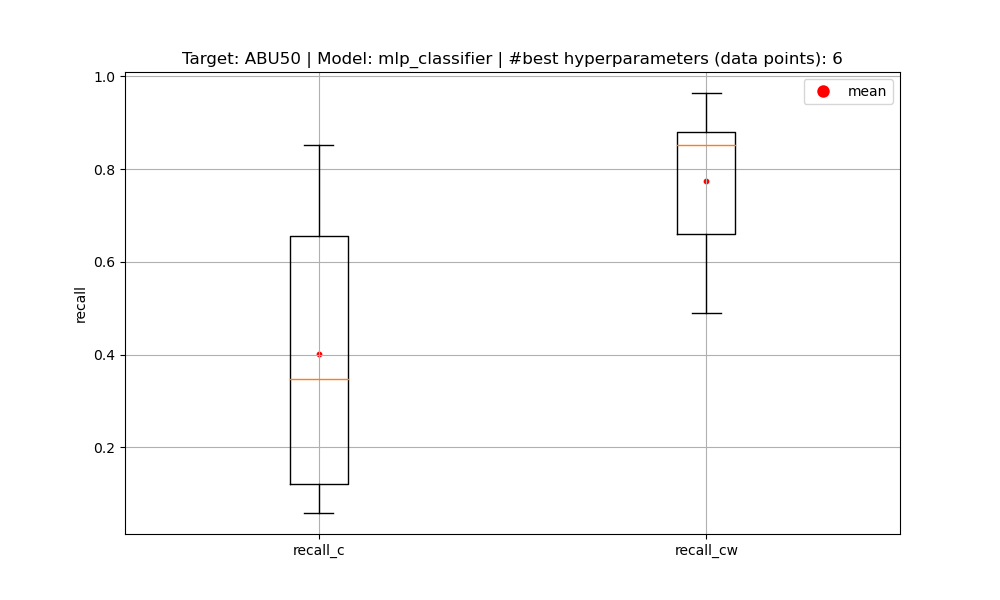 Target: ABU50 | Model: mlp_classifier | #best hyperparameters (data points): 6
mean
1.0
0.8
0.6
0.4
0.2
recall
recall_c
recall_cw